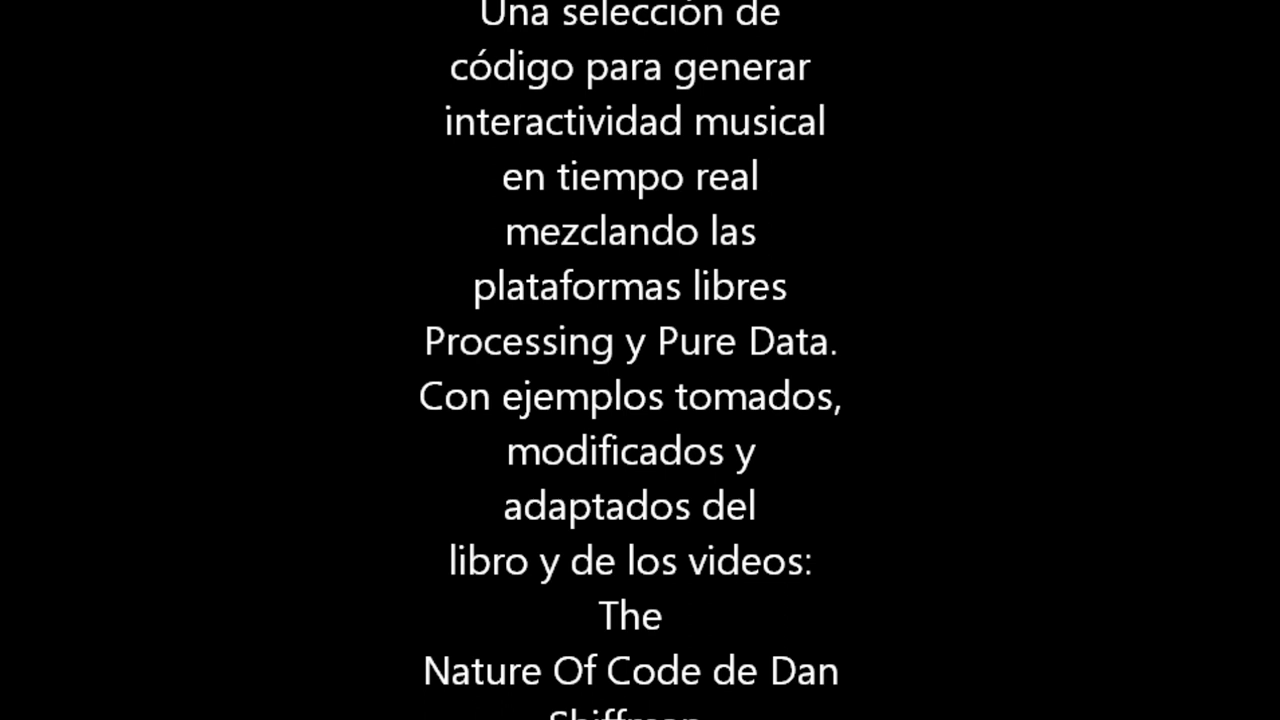 Una selección de
código para generar
interactividad musical
en tiempo real
mezclando las
plataformas libres
Processing y Pure Data.
Con ejemplos tomados,
modificados y
adaptados del
libro y de los videos:
The
Nature Of Code de Dan
Shiffman